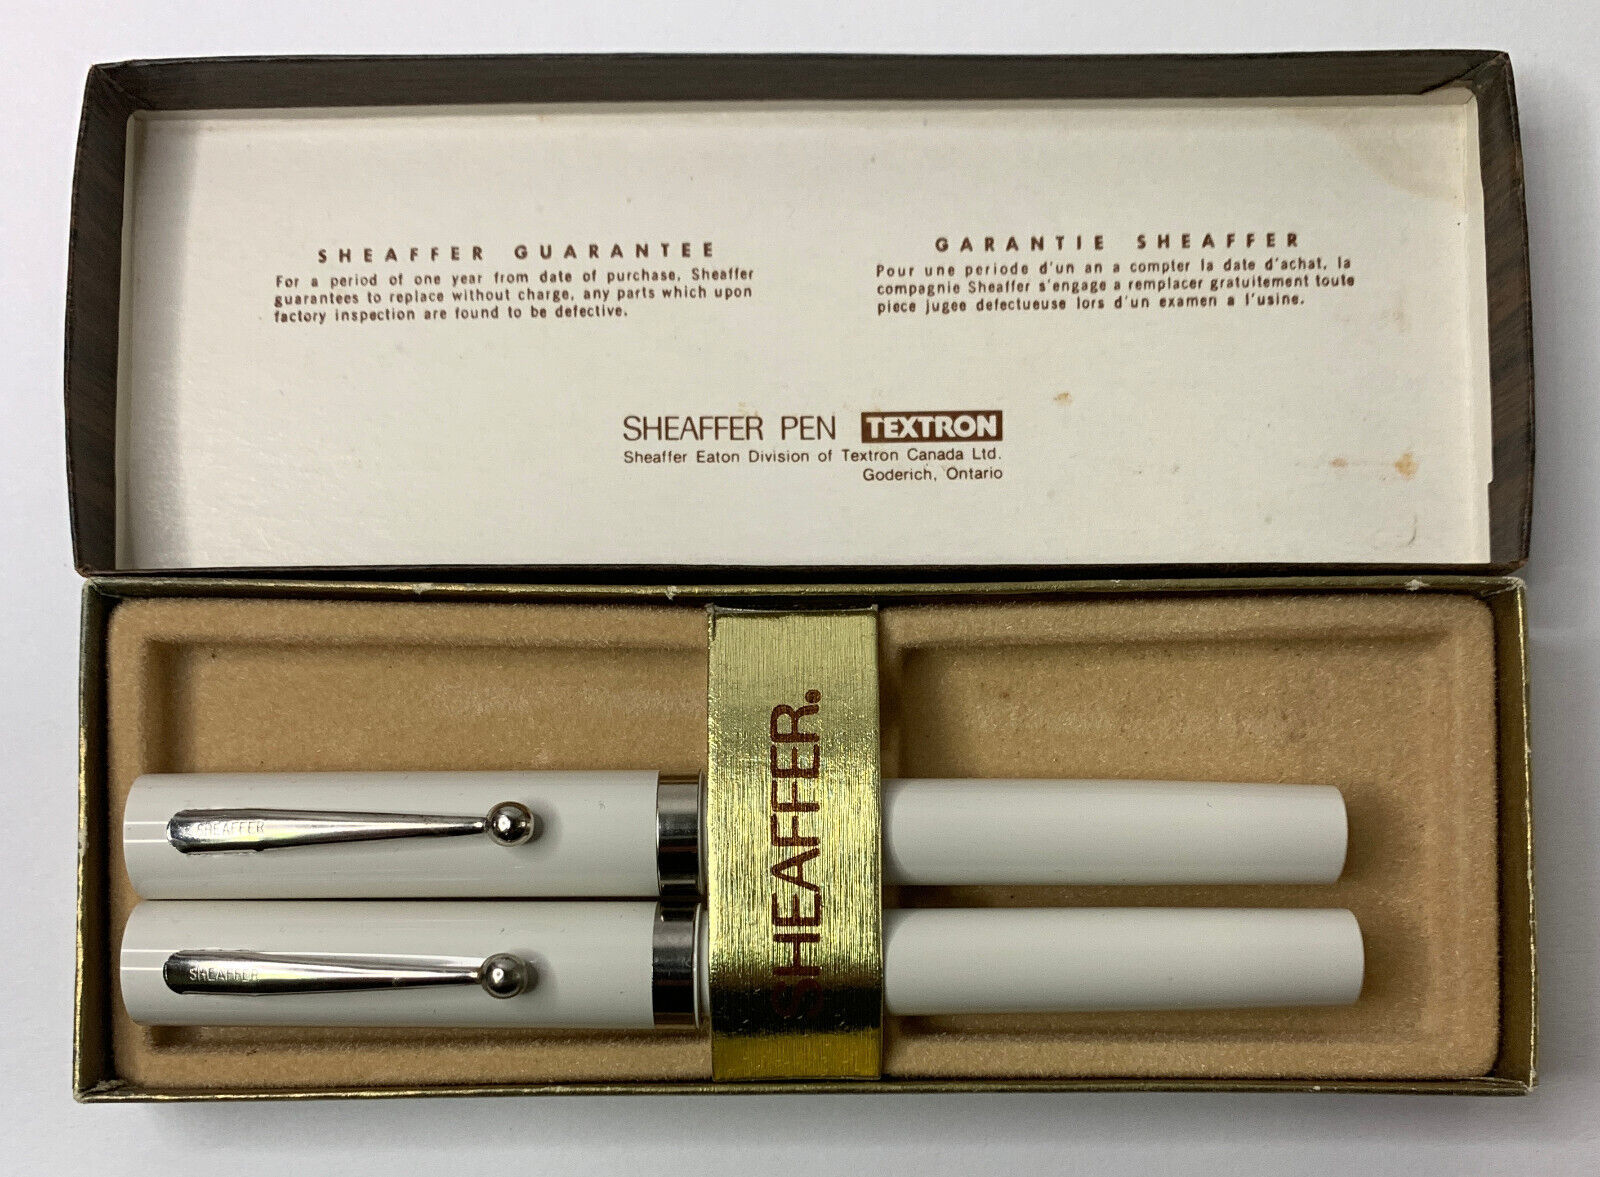 SHEAFFER GUARANTEE
For a period of one year from date of purchase, Sheaffer
guarantees to replace without charge, any parts which upon
factory inspection are found to be defective.
GARANTIE SHEAFFER
Pour une periode d'un an a compter la date d'achat, la
compagnie Sheaffer s'engage a remplacer gratuitement toute
piece jugee defectueuse lors d'un examen a l'usine.
SHEAFFER PEN TEXTRON
Sheaffer Eaton Division of Textron Canada Ltd.
Goderich, Ontario
SHEAFFER.
SHEAFFER
SHEAFFER